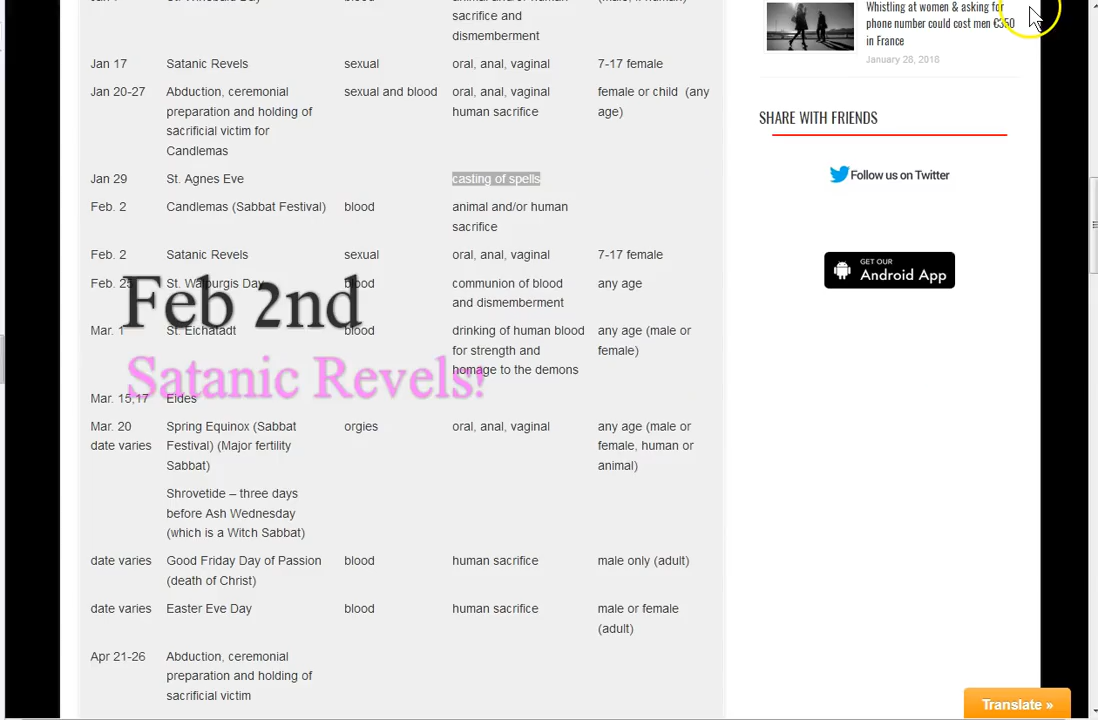 Jan 17 Satanic Revels sexual oral, anal, vaginal 7-17 female
sacrifice and
dismemberment
Jan 20-27 Abduction, ceremonial sexual and blood oral, anal, vaginal female or child (any
preparation and holding of human sacrifice age)
sacrificial victim for
Candlemas
Jan 29 St. Agnes Eve casting of spells
Feb. 2 Candlemas (Sabbat Festival) blood animal and/or human
sacrifice
Feb. 2 Satanic Revels sexual oral, anal, vaginal 7-17 female
Feb. 25 St. Walpurgis Day blood communion of blood any age
and dismemberment
Feb 2nd
Mar. 1 St. Eichatadt blood drinking of human blood any age (male or
for strength and female)
homage to the demons
Satanic Revels!
Mar. 15,17 Eides
Mar. 20 Spring Equinox (Sabbat orgies oral, anal, vaginal any age (male or
date varies Festival) (Major fertility female, human or
Sabbat) animal)
Shrovetide – three days
before Ash Wednesday
(which is a Witch Sabbat)
date varies Good Friday Day of Passion blood human sacrifice male only (adult)
(death of Christ)
date varies Easter Eve Day blood human sacrifice male or female
(adult)
Apr 21-26 Abduction, ceremonial
preparation and holding of
sacrificial victim
Whistling at women & asking for
phone number could cost men €350
in France
January 28, 2018
SHARE WITH FRIENDS
Follow us on Twitter
GET OUR
Android App
Translate »